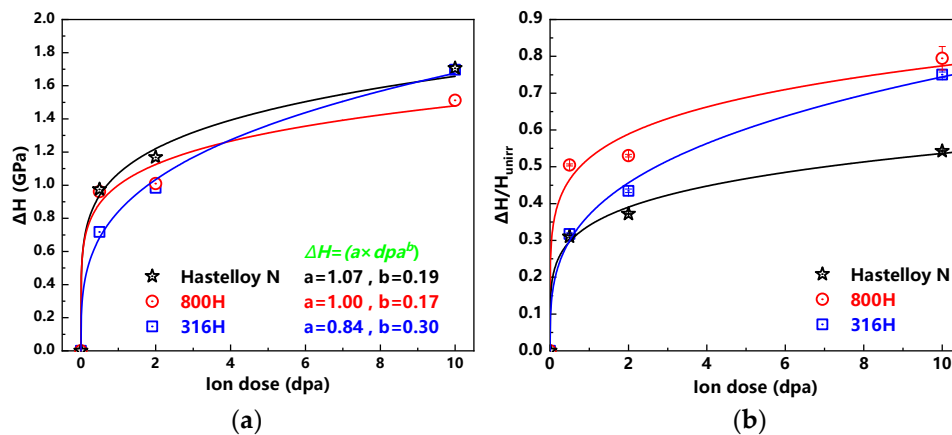 a
2.0
1.8
1.6
1.4
1.2
1.0
0.8
0.6
0.4
0.2
0.0
ΔH (GPa)
ΔH=(a×dpaᵇ)
Hastelloy N a=1.07 , b=0.19
800H a=1.00 , b=0.17
316H a=0.84 , b=0.30
0 2 4 6 8 10
Ion dose (dpa)
(a)
b
0.9
0.8
0.7
0.6
0.5
0.4
0.3
0.2
0.1
0.0
ΔH/Hunirr
Hastelloy N
800H
316H
0 2 4 6 8 10
Ion dose (dpa)
(b)